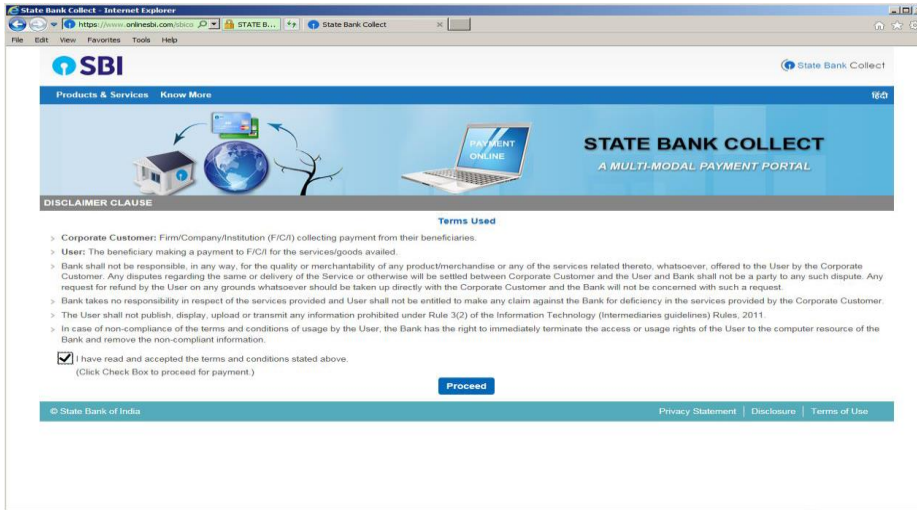 State Bank Collect - Internet Explorer
https://www.onlinesbi.com/sbico STATE B... State Bank Collect
File Edit View Favorites Tools Help
SBI State Bank Collect
Products & Services Know More हिंदी
PAYMENT
ONLINE
STATE BANK COLLECT
A MULTI-MODAL PAYMENT PORTAL
DISCLAIMER CLAUSE
Terms Used
> Corporate Customer: Firm/Company/Institution (F/C/I) collecting payment from their beneficiaries.
> User: The beneficiary making a payment to F/C/I for the services/goods availed.
> Bank shall not be responsible, in any way, for the quality or merchantability of any product/merchandise or any of the services related thereto, whatsoever, offered to the User by the Corporate
Customer. Any disputes regarding the same or delivery of the Service or otherwise will be settled between Corporate Customer and the User and Bank shall not be a party to any such dispute. Any
request for refund by the User on any grounds whatsoever should be taken up directly with the Corporate Customer and the Bank will not be concerned with such a request.
> Bank takes no responsibility in respect of the services provided and User shall not be entitled to make any claim against the Bank for deficiency in the services provided by the Corporate Customer.
> The User shall not publish, display, upload or transmit any information prohibited under Rule 3(2) of the Information Technology (Intermediaries guidelines) Rules, 2011.
> In case of non-compliance of the terms and conditions of usage by the User, the Bank has the right to immediately terminate the access or usage rights of the User to the computer resource of the
Bank and remove the non-compliant information.
I have read and accepted the terms and conditions stated above.
(Click Check Box to proceed for payment.)
Proceed
© State Bank of India Privacy Statement | Disclosure | Terms of Use